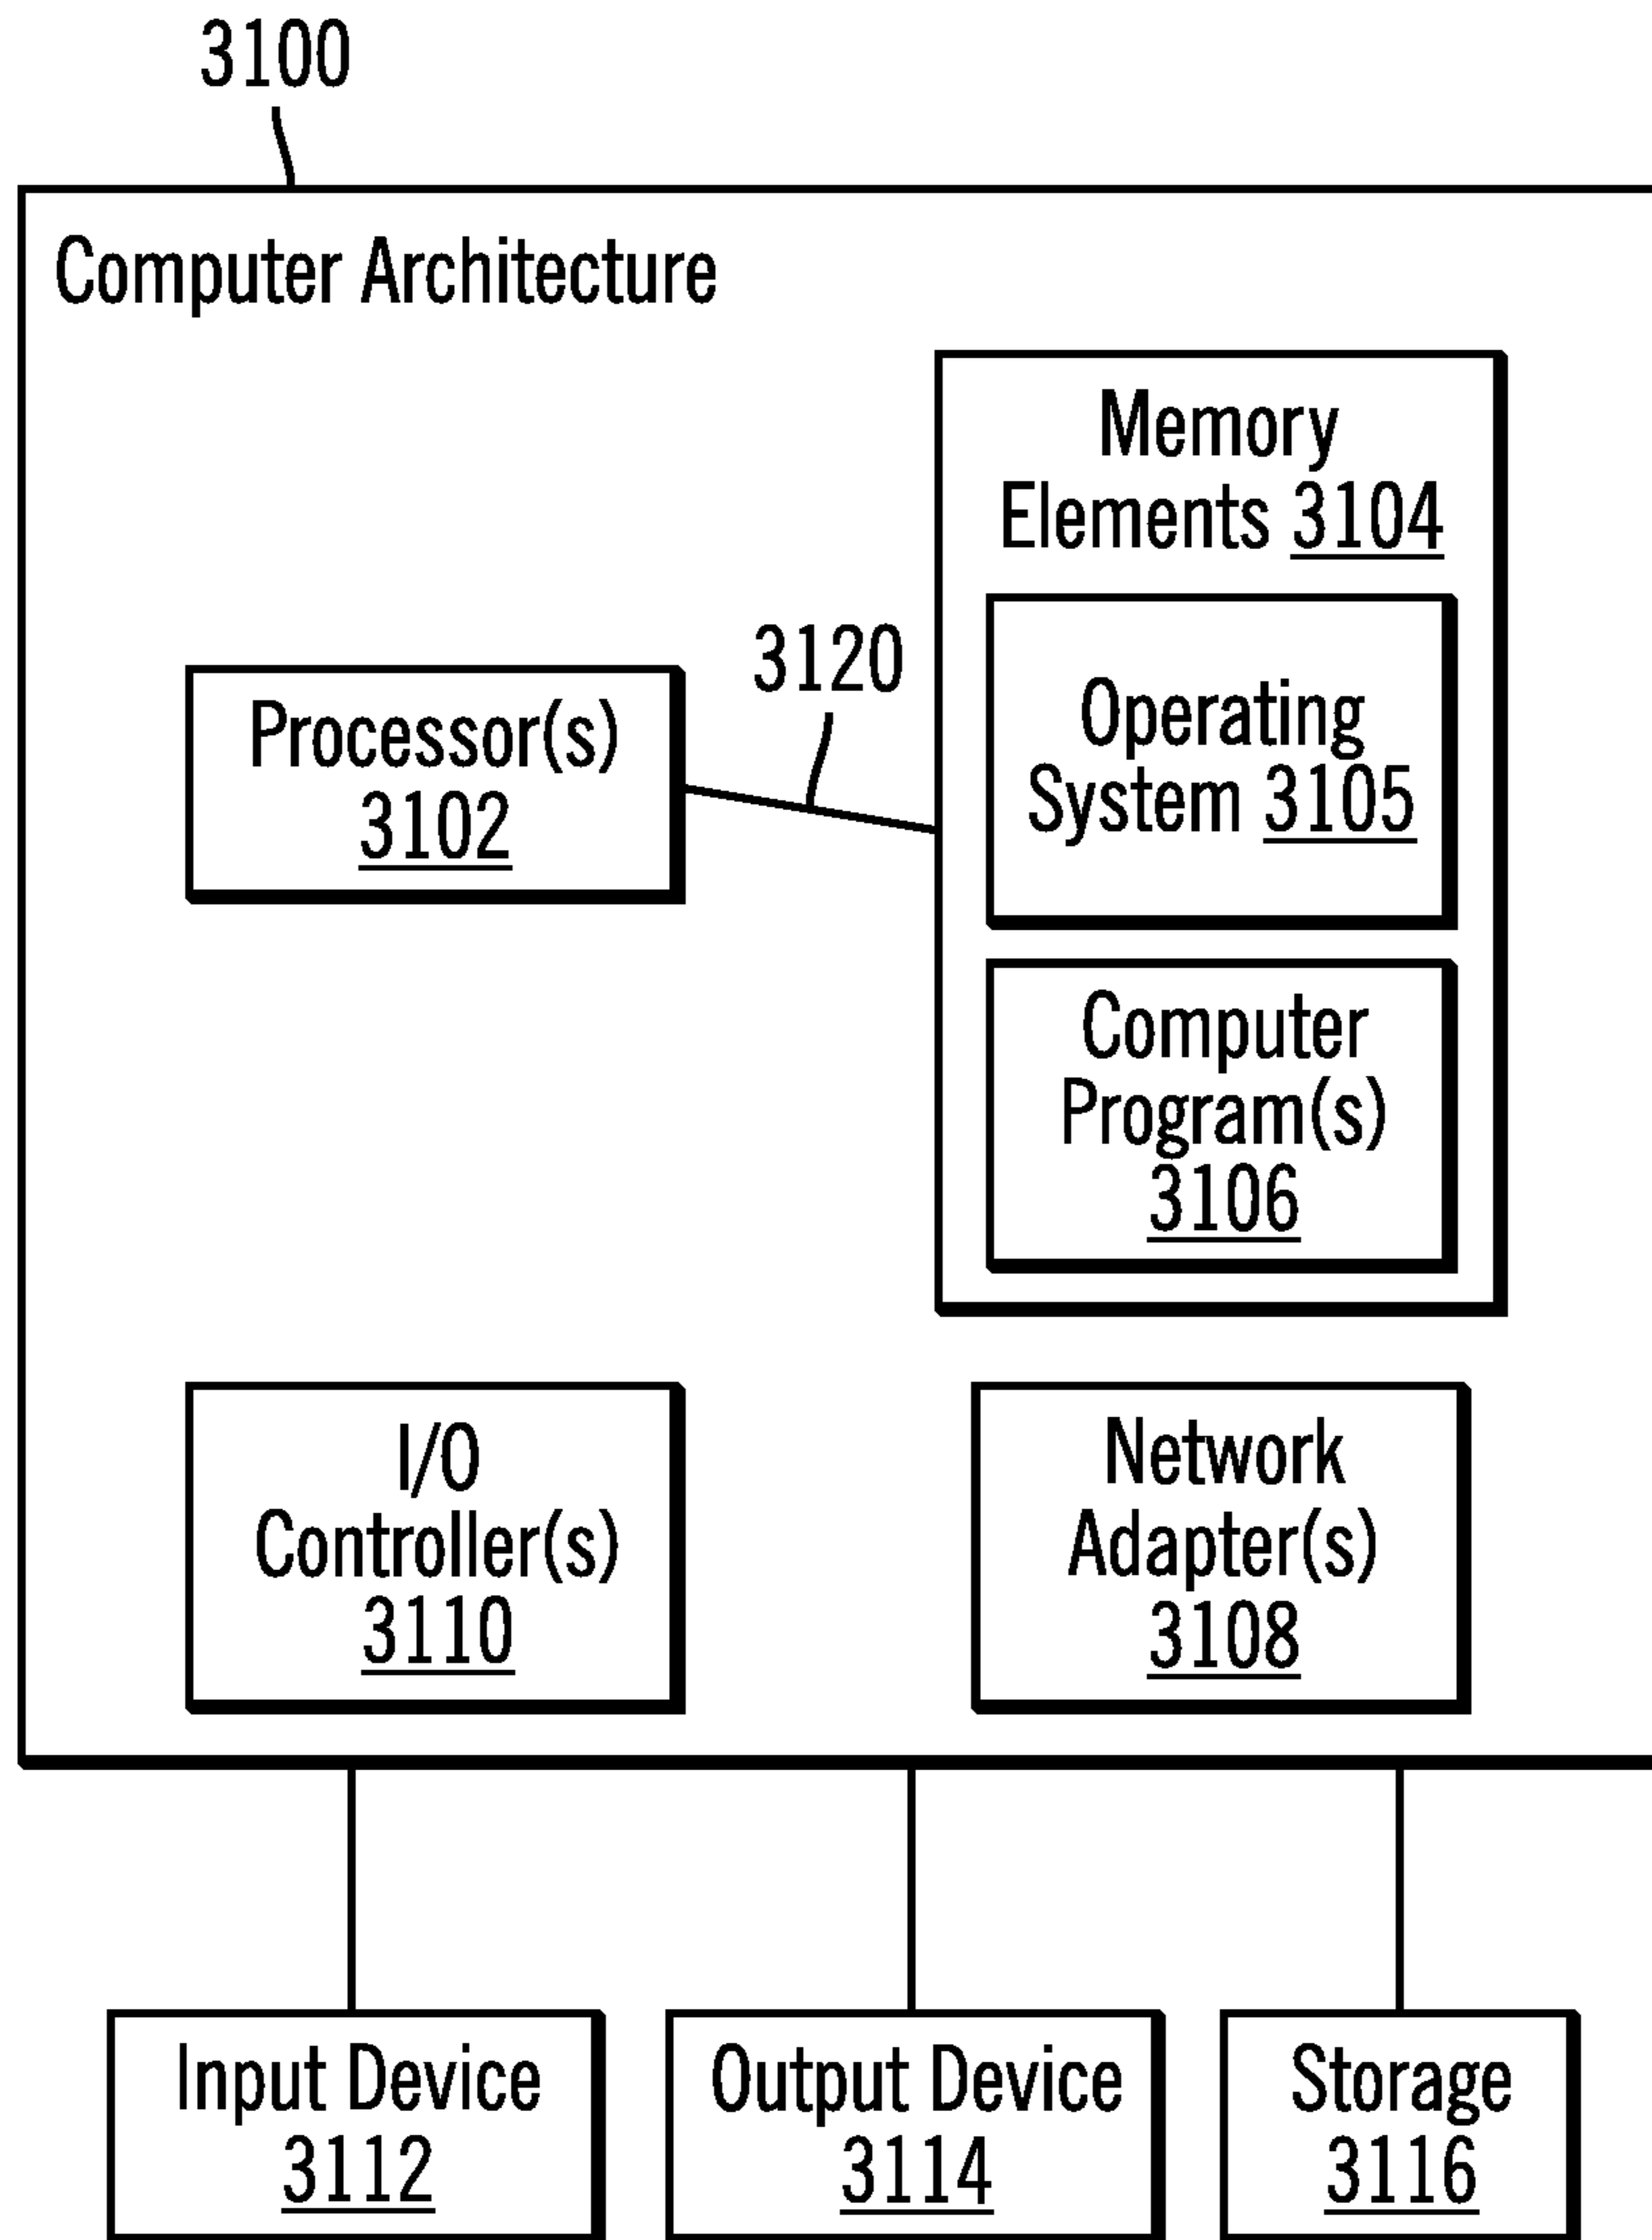 3100
Computer Architecture
Memory
Elements 3104
3120
Operating
System 3105
Processor(s)
3102
Computer
Program(s)
3106
I/O
Controller(s)
3110
Network
Adapter(s)
3108
Input Device
3112
Output Device
3114
Storage
3116